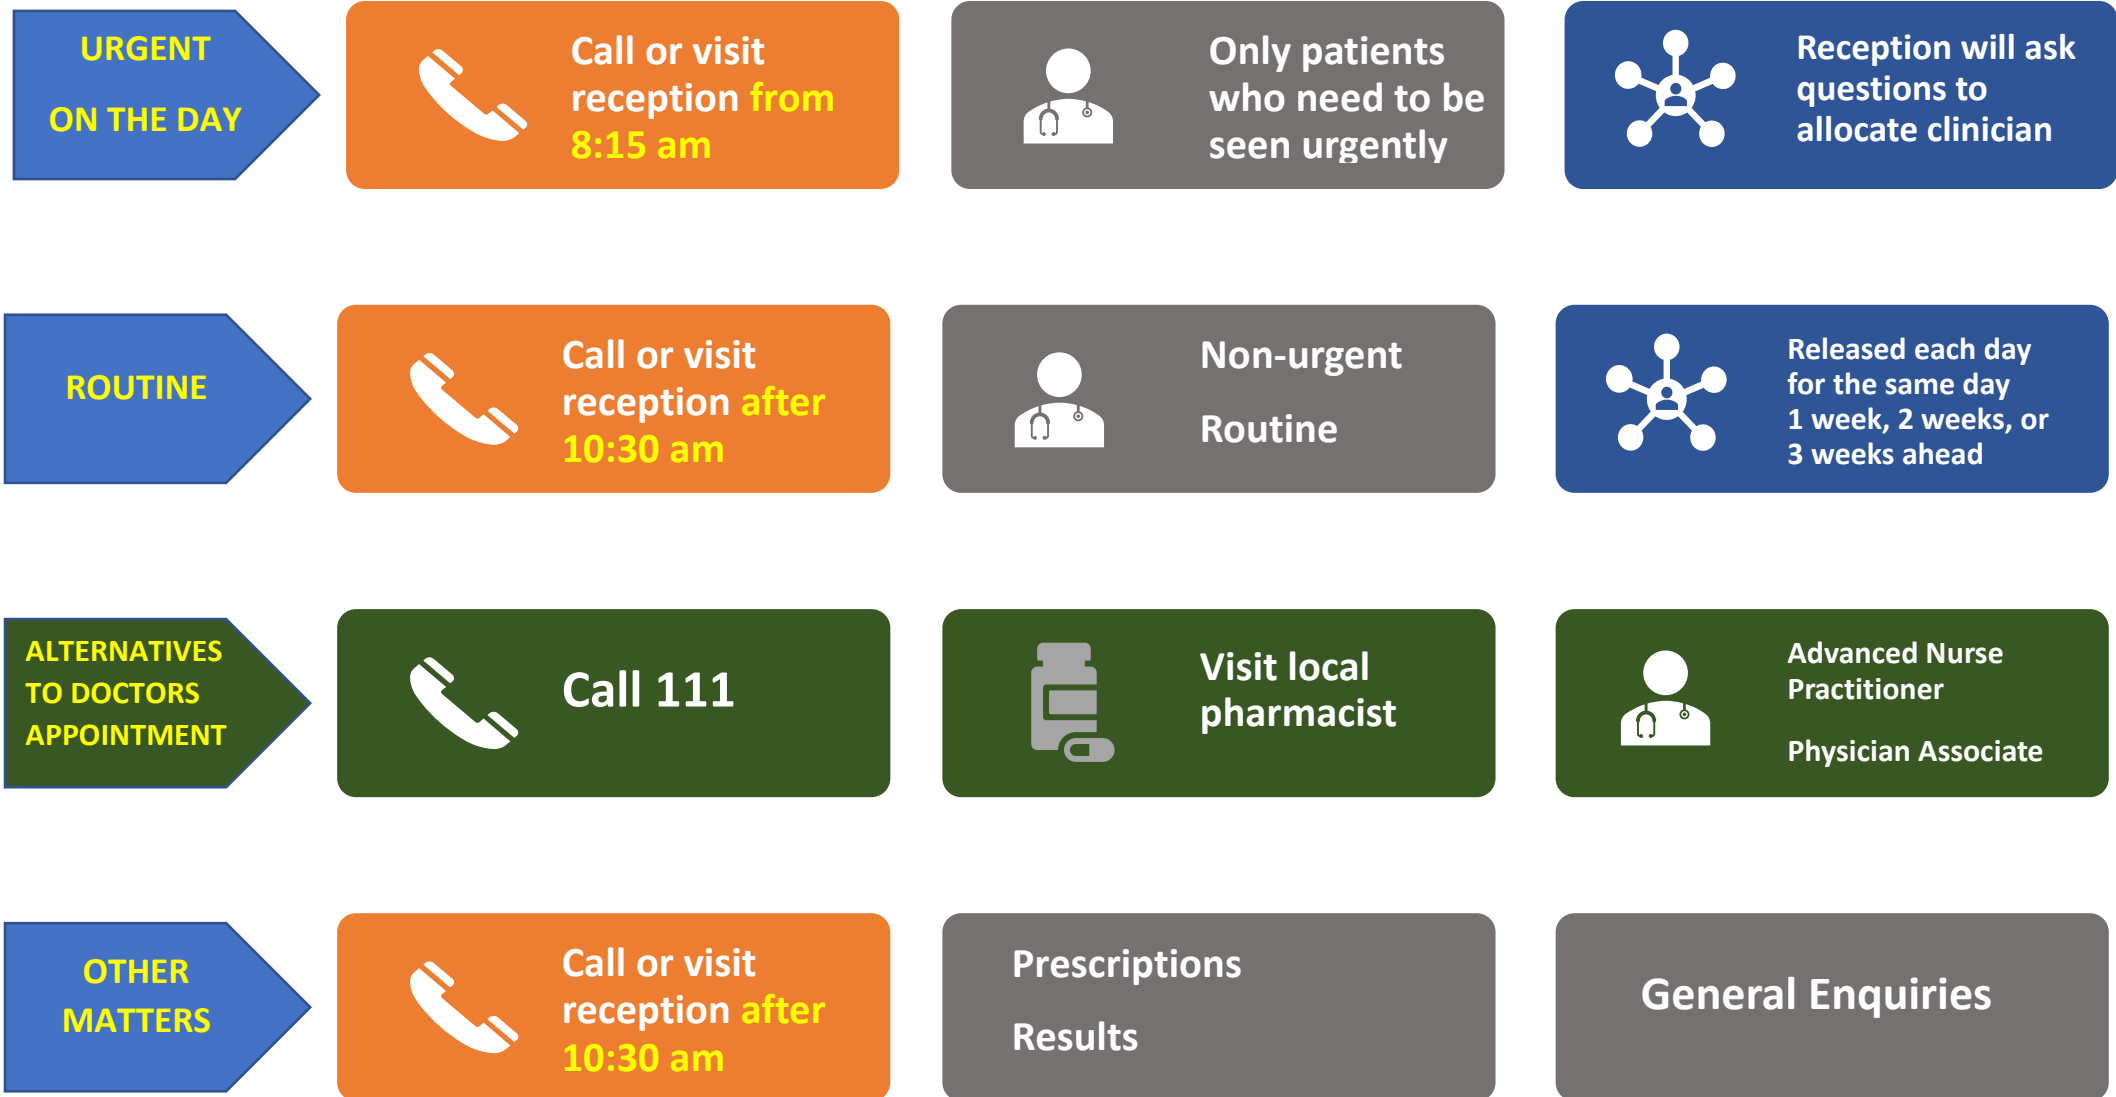 URGENT
ON THE DAY
Call or visit
reception from
8:15 am
Only patients
who need to be
seen urgently
Reception will ask
questions to
allocate clinician
ROUTINE
Call or visit
reception after
10:30 am
Non-urgent
Routine
Released each day
for the same day
1 week, 2 weeks, or
3 weeks ahead
ALTERNATIVES
TO DOCTORS
APPOINTMENT
Call 111
Visit local
pharmacist
Advanced Nurse
Practitioner
Physician Associate
OTHER
MATTERS
Call or visit
reception after
10:30 am
Prescriptions
Results
General Enquiries